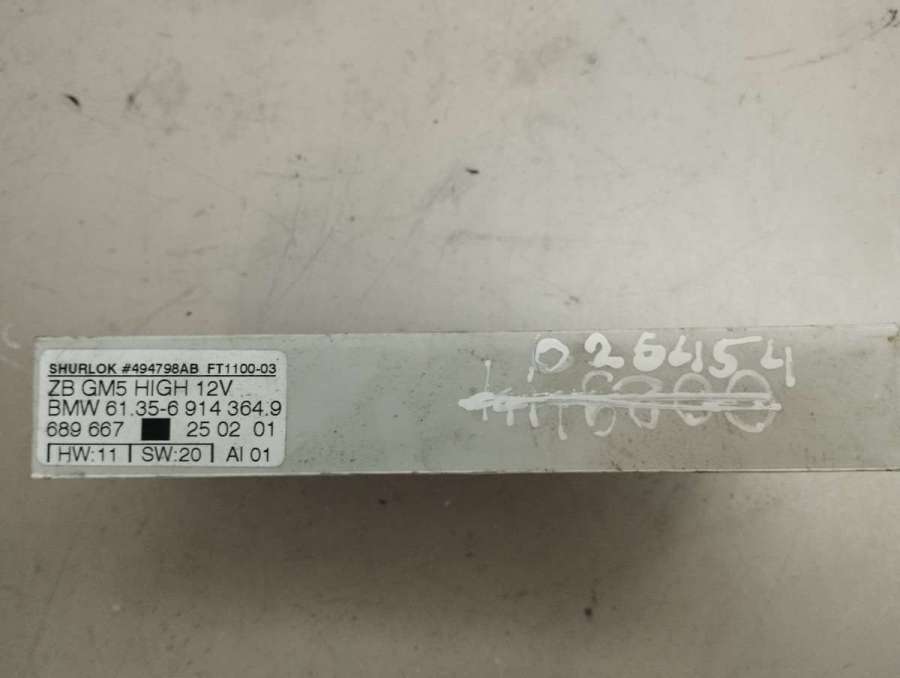 SHURLOK #494798AB FT1100-03
ZB GM5 HIGH 12V
BMW 61.35-6 914 364.9
689 667 25 02 01
HW:11 SW:20 AI 01
026454